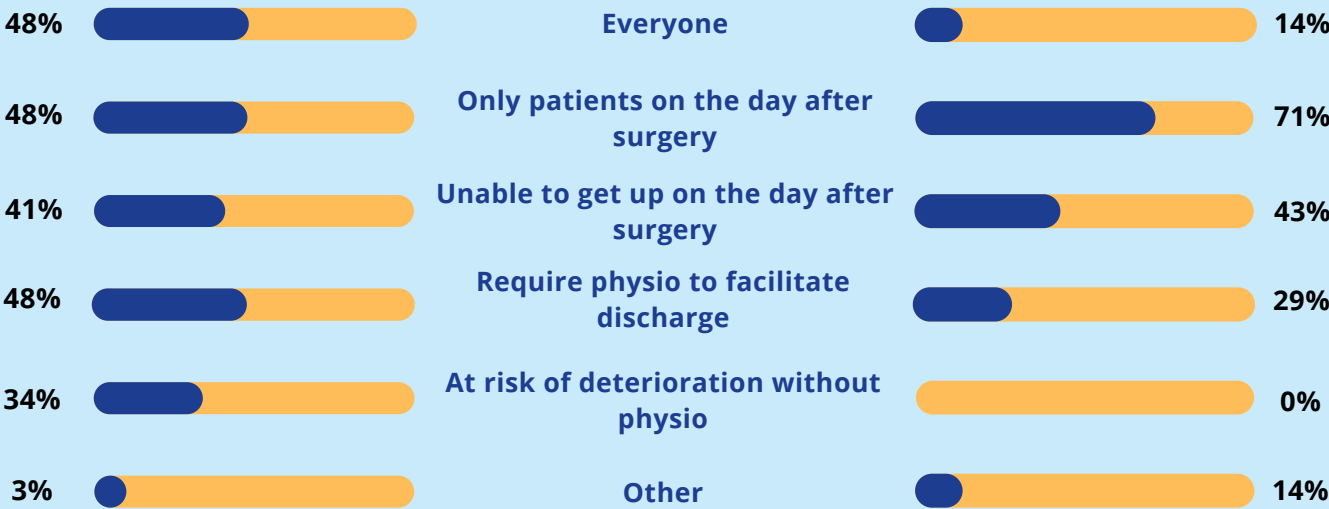 48% Everyone 14%
48% Only patients on the day after 71%
surgery
41% Unable to get up on the day after 43%
surgery
48% Require physio to facilitate 29%
discharge
34% At risk of deterioration without 0%
physio
3% Other 14%